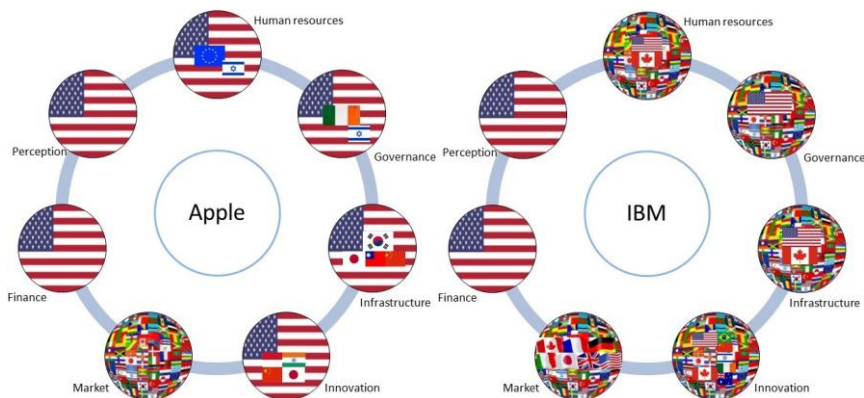 Human resources
Governance
Infrastructure
Innovation
Market
Finance
Perception
Apple
Human resources
Governance
Infrastructure
Innovation
Market
Finance
Perception
IBM